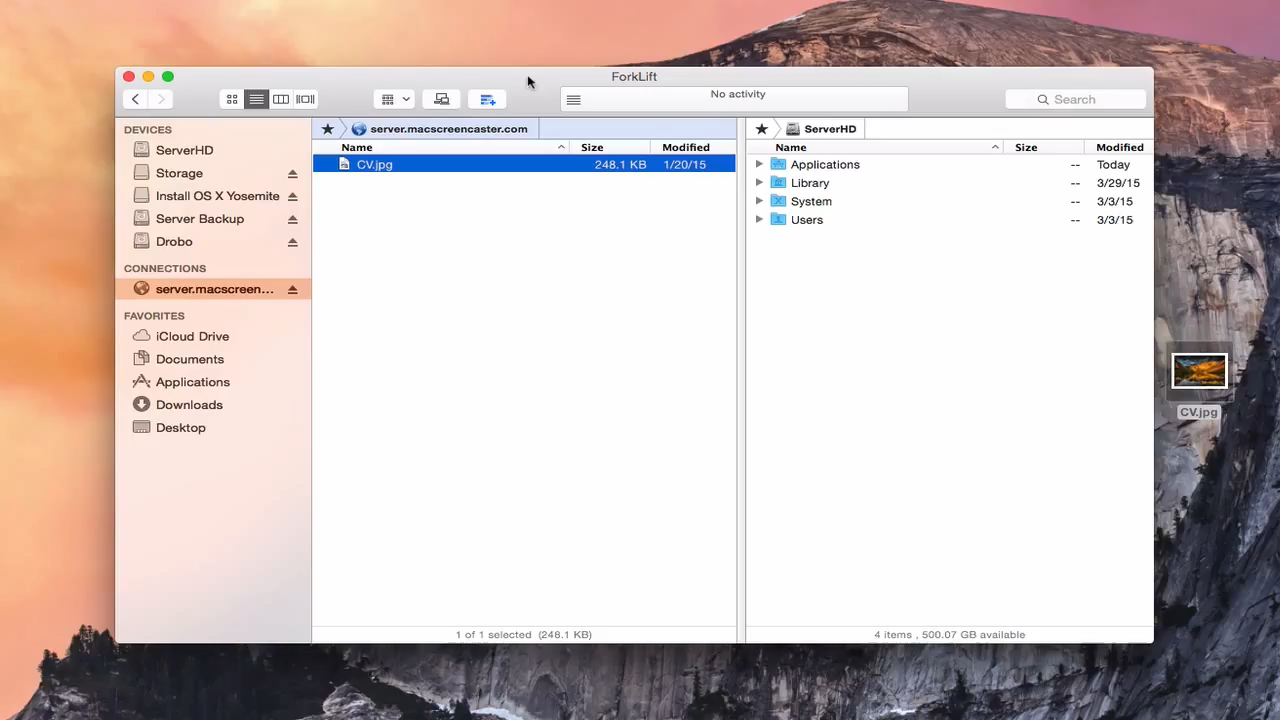 ForkLift
No activity
Search
DEVICES
ServerHD
Storage
Install OS X Yosemite
Server Backup
Drobo
CONNECTIONS
server.macscreen...
FAVORITES
iCloud Drive
Documents
Applications
Downloads
Desktop
server.macscreencaster.com
Name Size Modified
CV.jpg 248.1 KB 1/20/15
1 of 1 selected (248.1 KB)
ServerHD
Name Size Modified
Applications -- Today
Library -- 3/29/15
System -- 3/3/15
Users -- 3/3/15
4 items , 500.07 GB available
CV.jpg